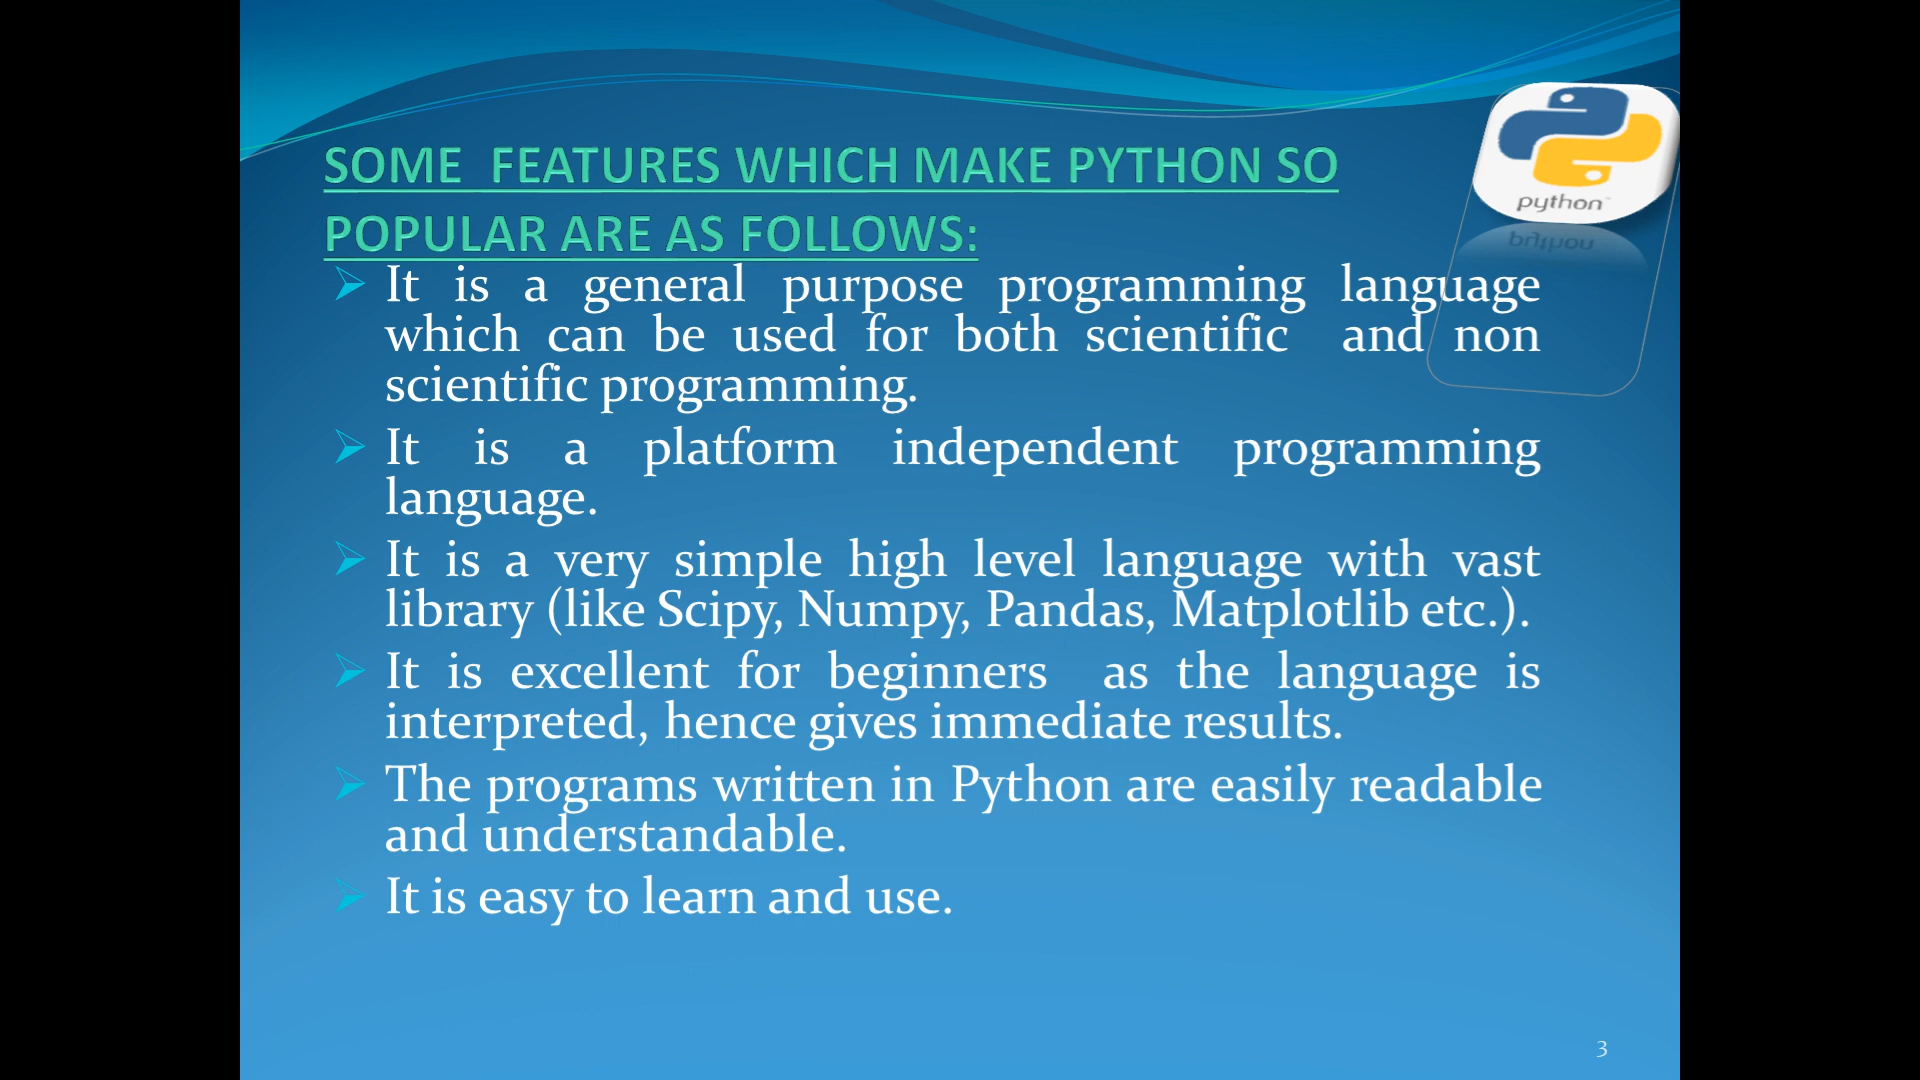 SOME FEATURES WHICH MAKE PYTHON SO
POPULAR ARE AS FOLLOWS:
python
It is a general purpose programming language
which can be used for both scientific and non
scientific programming.
It is a platform independent programming
language.
It is a very simple high level language with vast
library (like Scipy, Numpy, Pandas, Matplotlib etc.).
It is excellent for beginners as the language is
interpreted, hence gives immediate results.
The programs written in Python are easily readable
and understandable.
It is easy to learn and use.
3